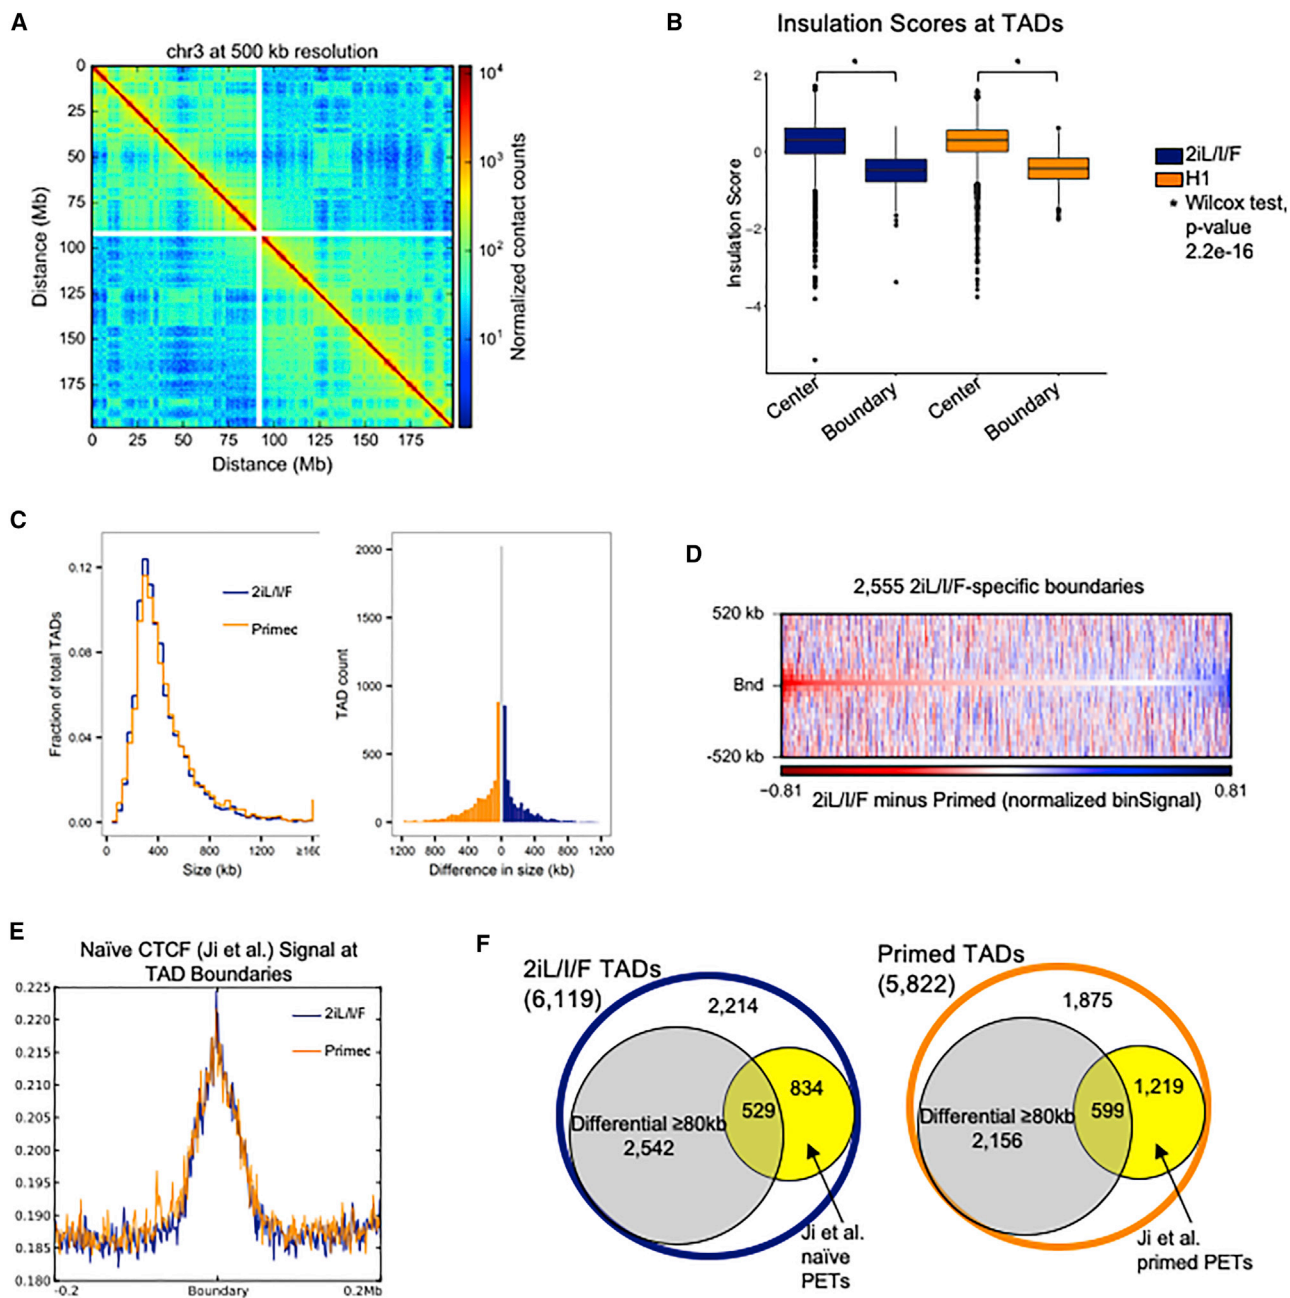 A
chr3 at 500 kb resolution
0
25
50
75
100
125
150
175
Distance (Mb)
0 25 50 75 100 125 150 175
Distance (Mb)
10^4
10^3
10^2
10^1
Normalized contact counts
B
Insulation Scores at TADs
2
0
−2
−4
Insulation Score
Center
Boundary
Center
Boundary
2iL/I/F
H1
* Wilcox test,
p-value
2.2e-16
C
0.12
0.08
0.04
0.00
Fraction of total TADs
2iL/I/F
Primec
0 400 800 1200 ≥160
Size (kb)
2000
1500
1000
500
0
TAD count
1200 800 400 0 400 800 1200
Difference in size (kb)
D
2,555 2iL/I/F-specific boundaries
520 kb
Bnd
-520 kb
−0.81
0.81
2iL/I/F minus Primed (normalized binSignal)
E
Naïve CTCF (Ji et al.) Signal at
TAD Boundaries
0.225
0.220
0.215
0.210
0.205
0.200
0.195
0.190
0.185
0.180
2iL/I/F
Primec
-0.2 Boundary 0.2Mb
F
2iL/I/F TADs
(6,119)
2,214
834
529
Differential ≥80kb
2,542
Ji et al.
naïve
PETs
Primed TADs
(5,822)
1,875
1,219
599
Differential ≥80kb
2,156
Ji et al.
primed PETs